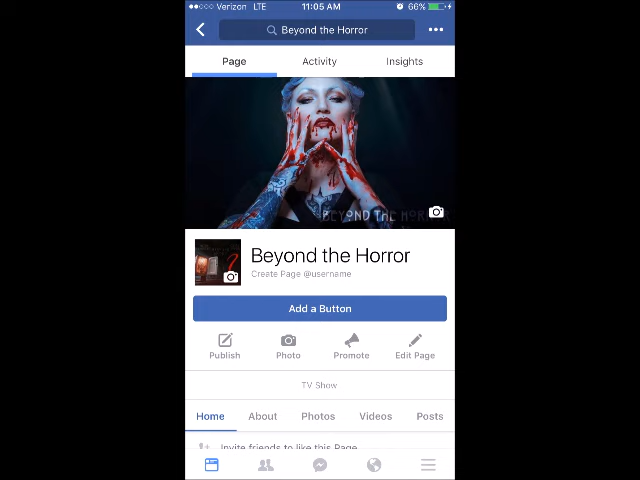 Verizon LTE 11:05 AM 66%
Beyond the Horror
Page Activity Insights
BEYOND THE HORROR
Beyond the Horror
Create Page @username
Add a Button
Publish Photo Promote Edit Page
TV Show
Home About Photos Videos Posts
Invite friends to like this Page